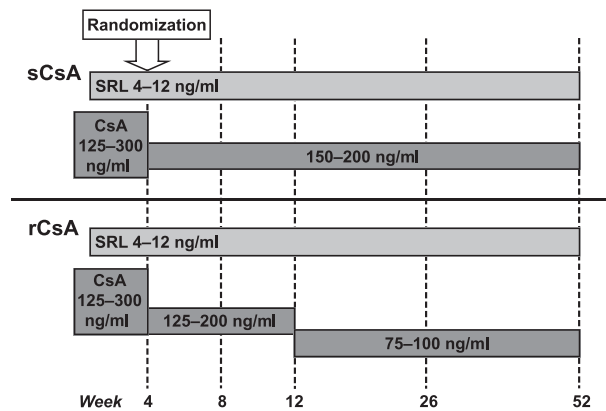 Randomization
sCsA
SRL 4–12 ng/ml
CsA
125–300
ng/ml
150–200 ng/ml
rCsA
SRL 4–12 ng/ml
CsA
125–300
ng/ml
125–200 ng/ml
75–100 ng/ml
Week 4 8 12 26 52